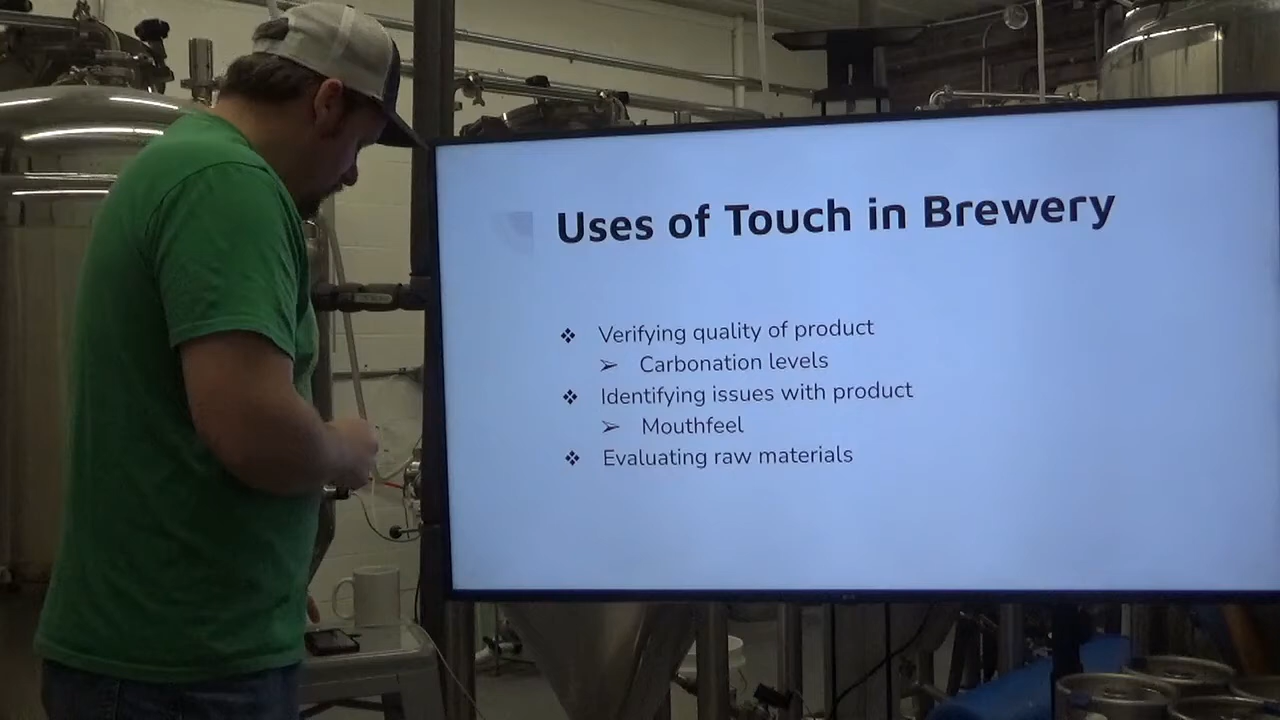 Uses of Touch in Brewery
❖ Verifying quality of product
➢ Carbonation levels
❖ Identifying issues with product
➢ Mouthfeel
❖ Evaluating raw materials